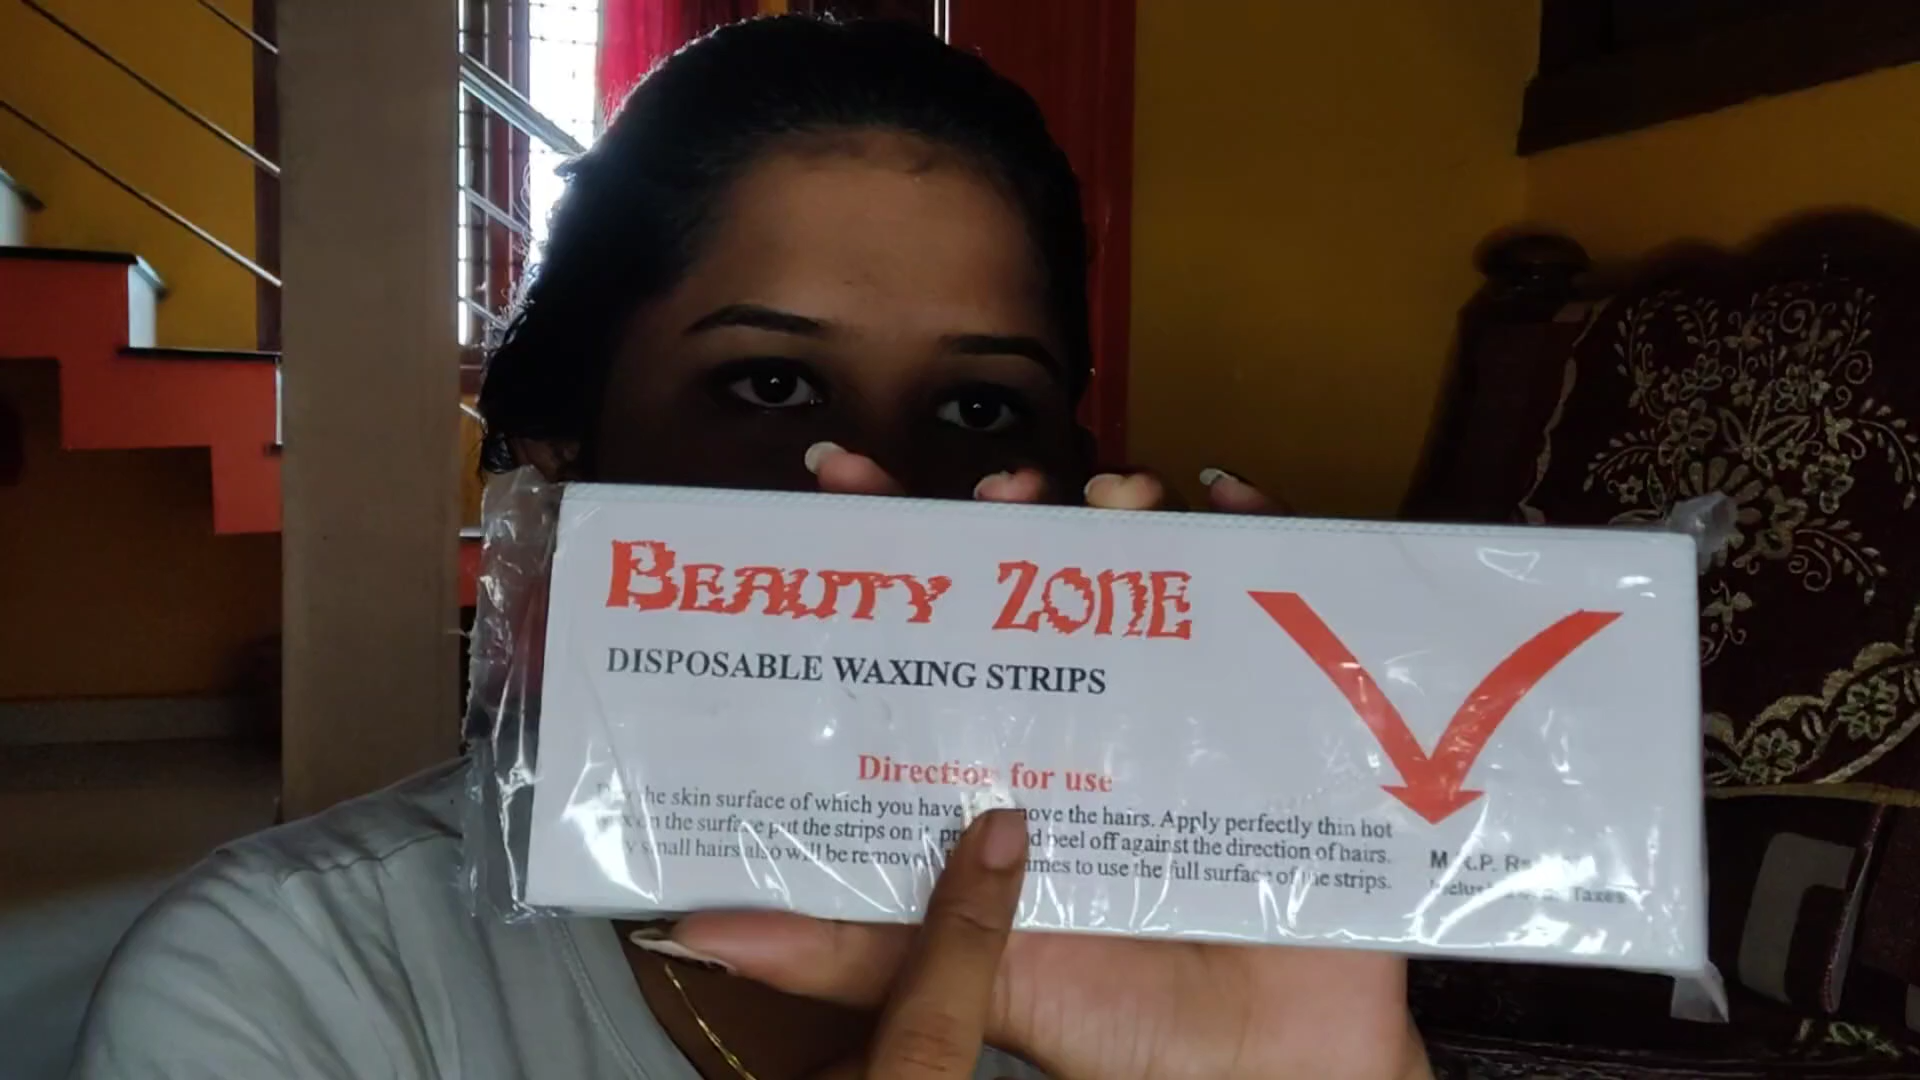 BEAUTY ZONE
DISPOSABLE WAXING STRIPS
Direction for use
the skin surface of which you have move the hairs. Apply perfectly thin hot
on the surface put the strips on it, peel off against the direction of hairs.
small hairs also will be removed times to use the full surface of the strips.
M.R.P. Rs.
Taxes